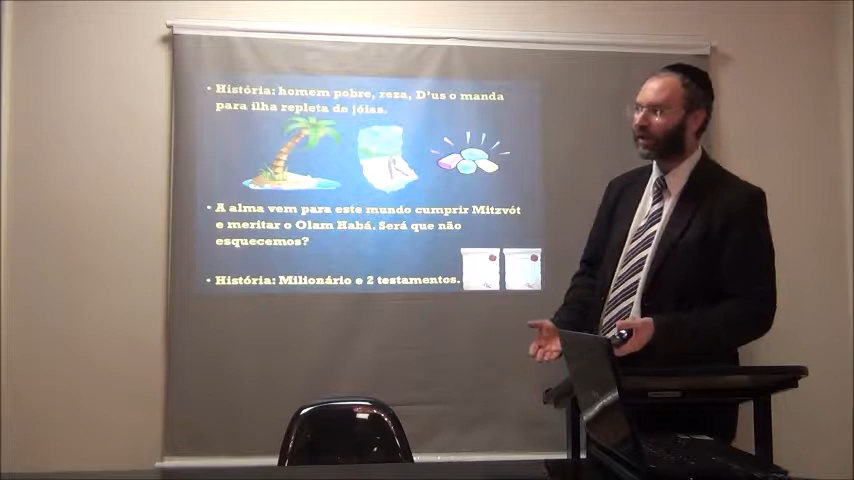 • História: homem pobre, reza, D'us o manda
para ilha repleta de jóias.
• A alma vem para este mundo cumprir Mitzvót
e meritar o Olam Habá. Será que não
esquecemos?
• História: Milionário e 2 testamentos.